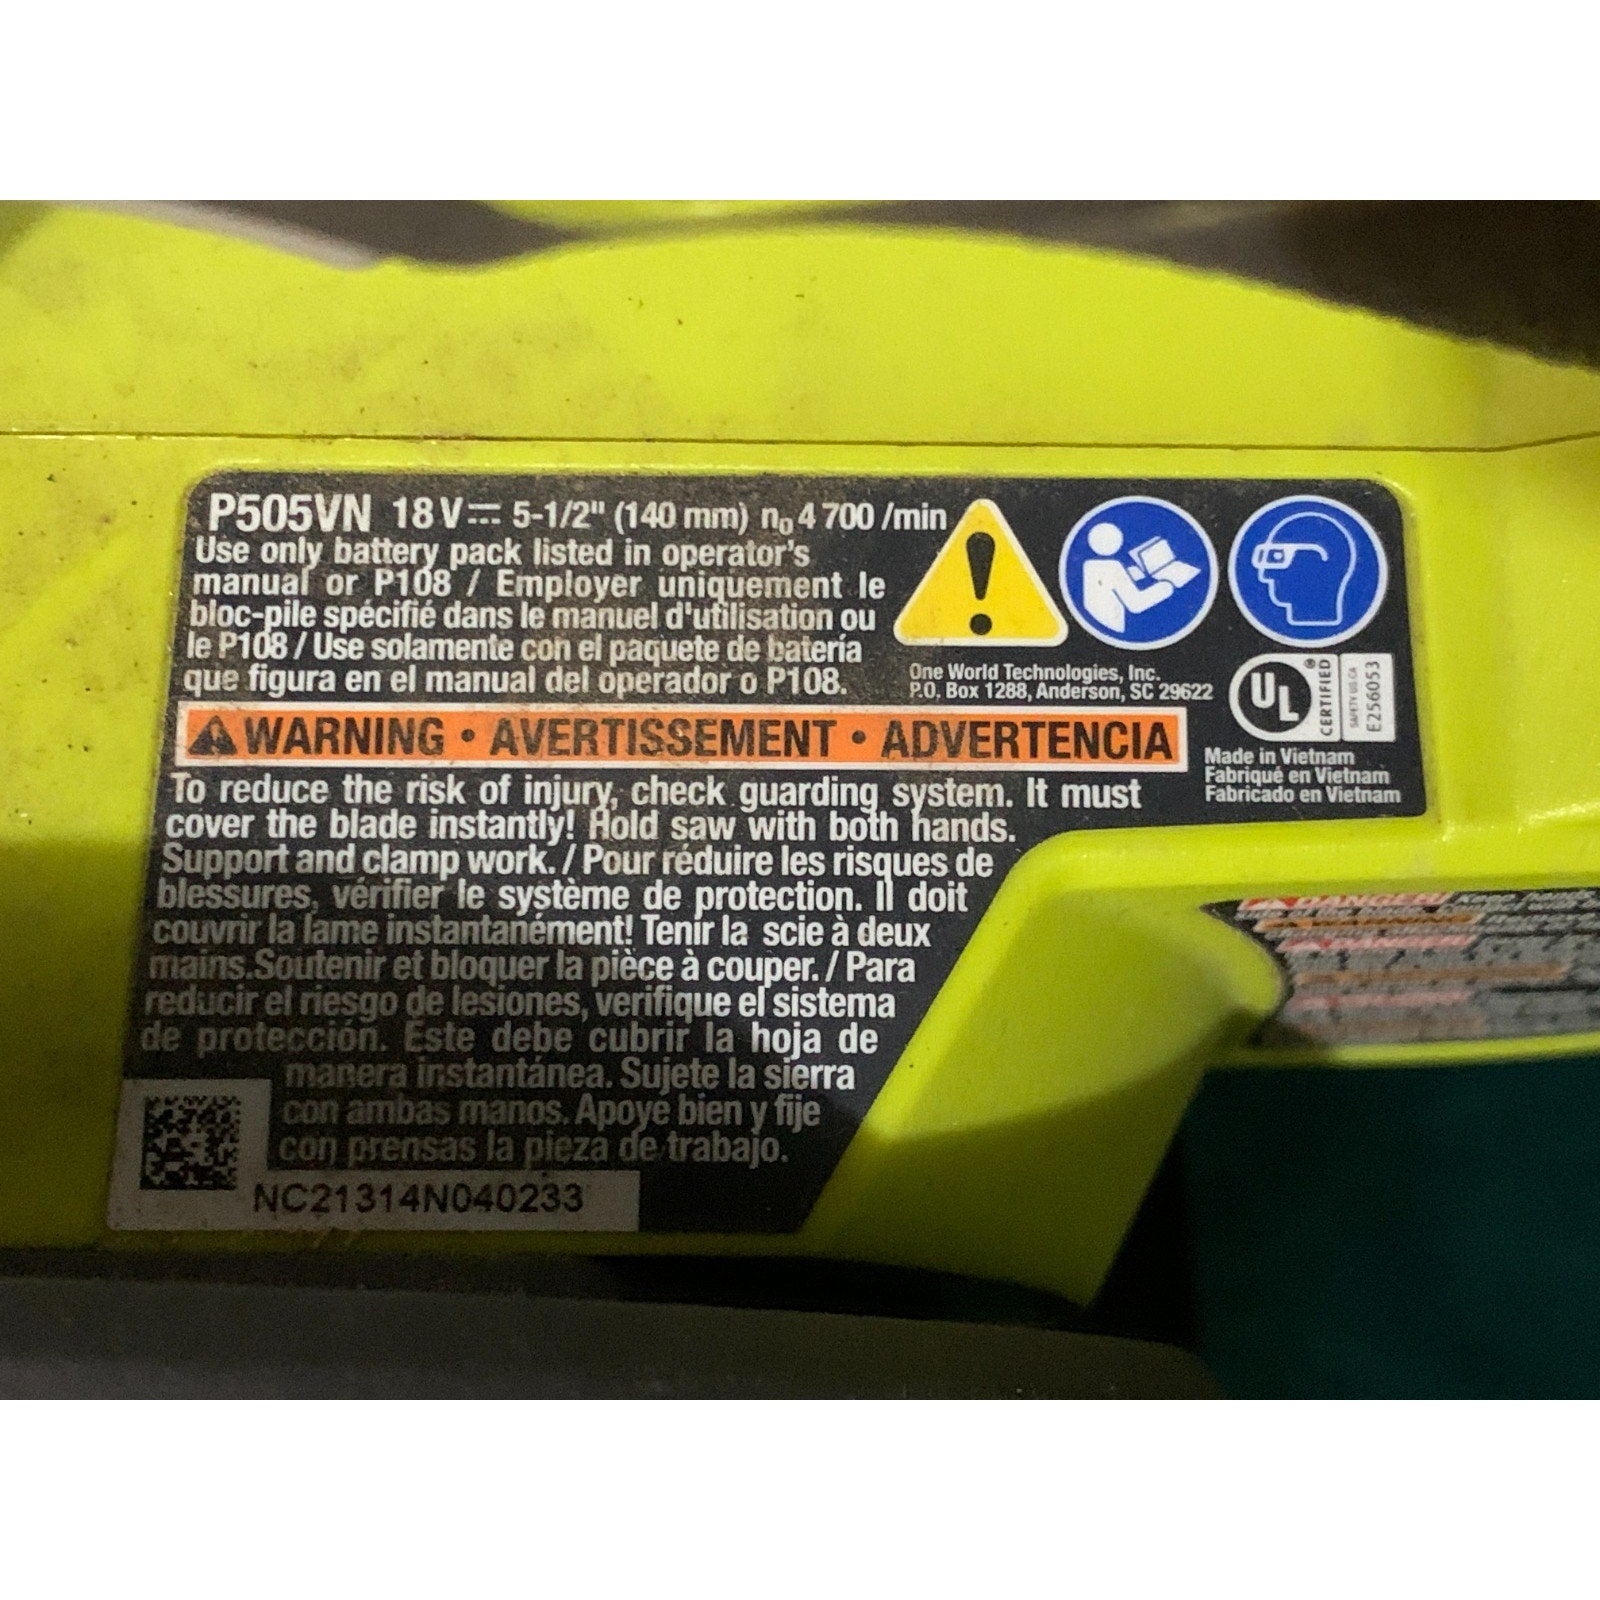 P505VN 18 V⎓ 5-1/2" (140 mm) n₀ 4 700 /min
Use only battery pack listed in operator's
manual or P108 / Employer uniquement le
bloc-pile spécifié dans le manuel d'utilisation ou
le P108 / Use solamente con el paquete de batería
que figura en el manual del operador o P108.
One World Technologies, Inc.
P.O, Box 1288, Anderson, SC 29622
UL
®
CERTIFIED
SAFETY US CA
E256053
Made in Vietnam
Fabriqué en Vietnam
Fabricado en Vietnam
WARNING • AVERTISSEMENT • ADVERTENCIA
To reduce the risk of injury, check guarding system. It must
cover the blade instantly! Hold saw with both hands.
Support and clamp work. / Pour réduire les risques de
blessures, vérifier le système de protection. Il doit
couvrir la lame instantanément! Tenir la scie à deux
mains.Soutenir et bloquer la pièce à couper. / Para
reducir el riesgo de lesiones, verifique el sistema
de protección. Éste debe cubrir la hoja de
manera instantánea. Sujete la sierra
con ambas manos. Apoye bien y fije
con prensas la pieza de trabajo.
NC21314N040233
DANGER